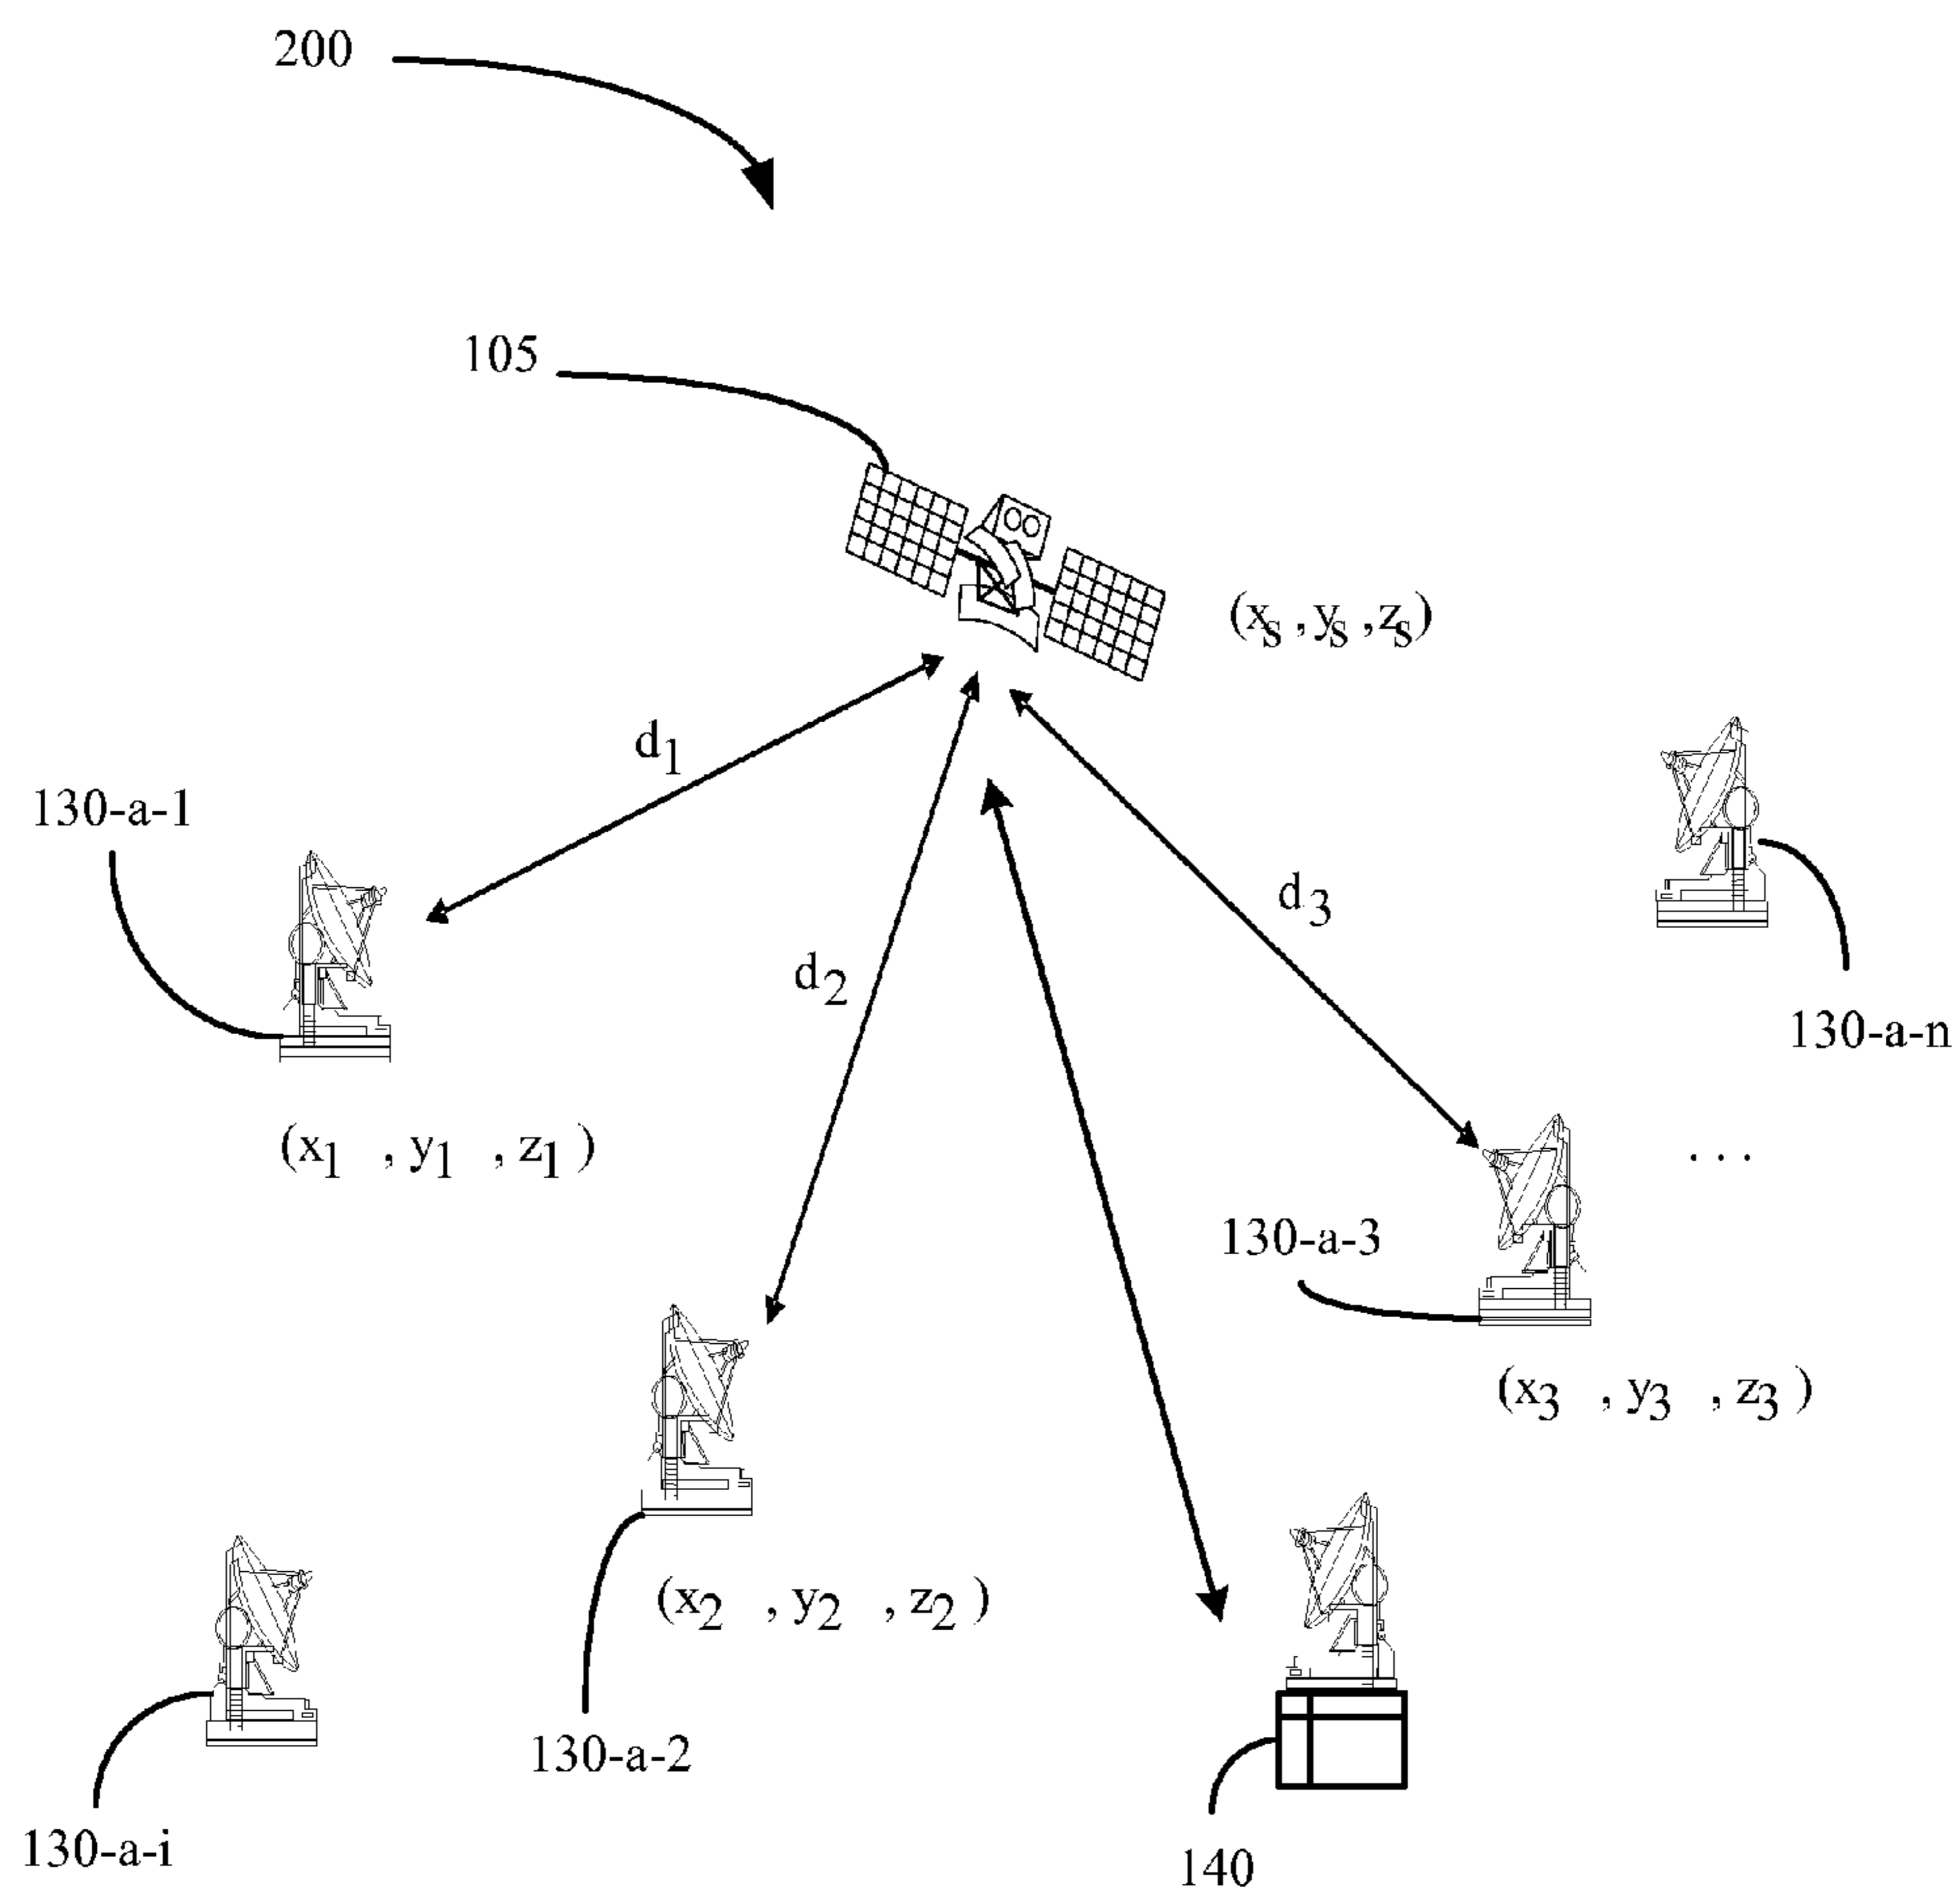 200
105
(xs ,ys ,zs)
d1
130-a-1
d3
d2
130-a-n
(x1 , y1 , z1 )
. . .
130-a-3
(x3 , y3 , z3 )
(x2 , y2 , z2 )
130-a-2
130-a-i
140